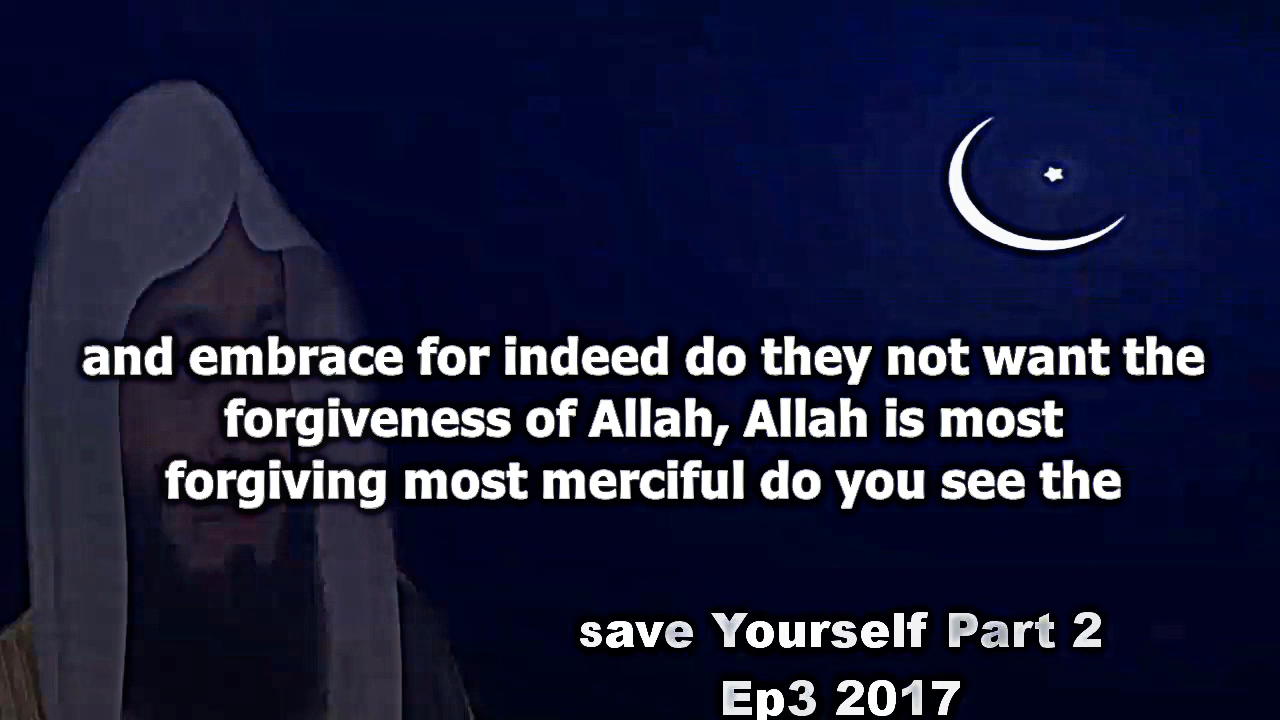 and embrace for indeed do they not want the
forgiveness of Allah, Allah is most
forgiving most merciful do you see the
save Yourself Part 2
Ep3 2017